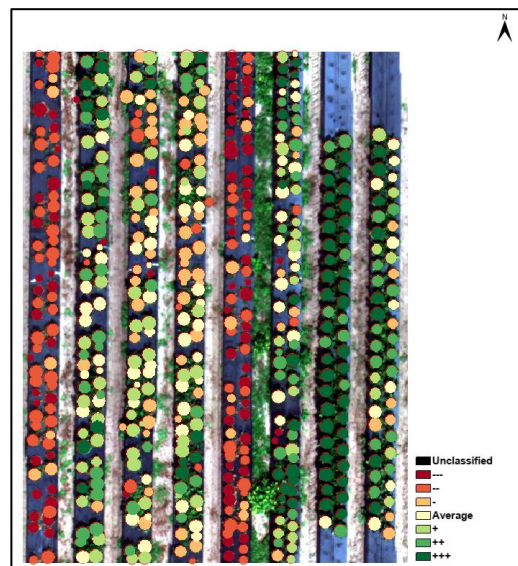 N
Unclassified
---
--
-
Average
+
++
+++